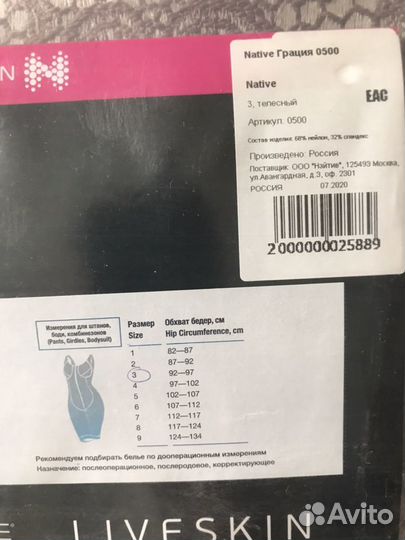 N
Native Грация 0500
Native
3, телесный
EAC
Артикул: 0500
Состав изделия: 68% нейлон, 32% спандекс
Произведено: Россия
Поставщик: ООО "Нэйтив", 125493 Москва,
ул.Авангардная, д.3, оф. 2301
РОССИЯ 07.2020
2000000025889
Измерения для штанов,
боди, комбинезонов
(Pants, Girdles, Bodysuit)
Размер Обхват бедер, см
Size Hip Circumference, cm
1 82—87
2 87—92
3 92—97
4 97—102
5 102—107
6 107—112
7 112—117
8 117—124
9 124—134
Рекомендуем подбирать белье по дооперационным измерениям
Назначение: послеоперационное, послеродовое, корректирующее
E® LIVESKIN
Avito